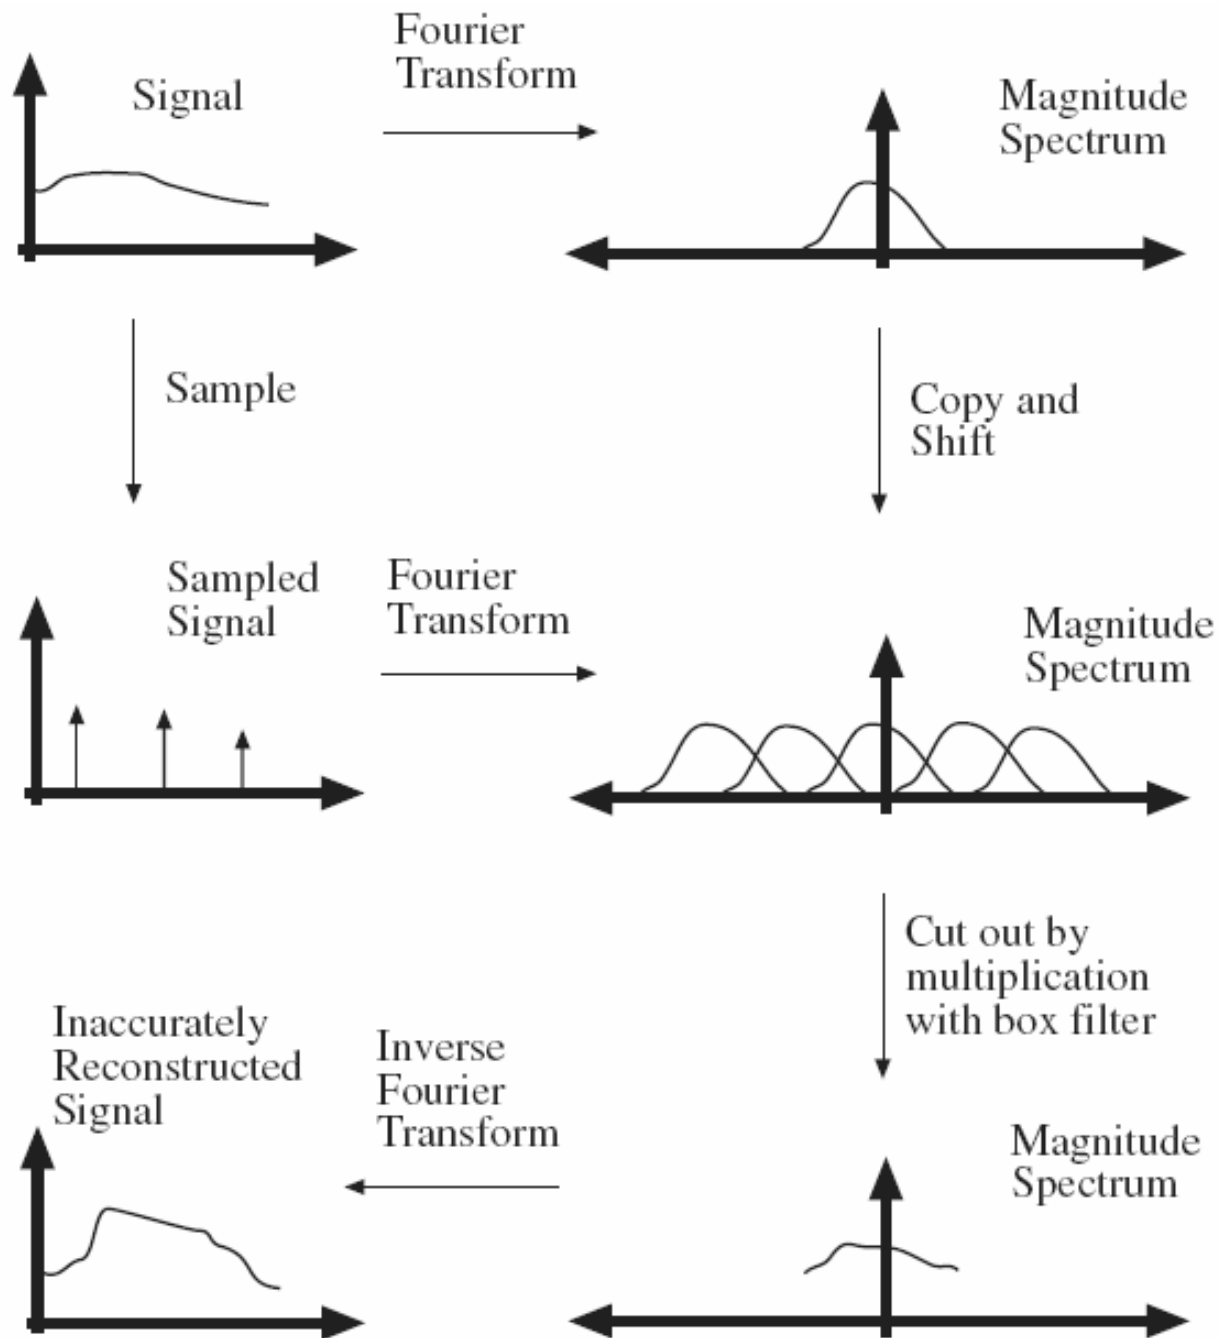 Signal
Fourier
Transform
Magnitude
Spectrum
Sample
Copy and
Shift
Sampled
Signal
Fourier
Transform
Magnitude
Spectrum
Cut out by
multiplication
with box filter
Inaccurately
Reconstructed
Signal
Inverse
Fourier
Transform
Magnitude
Spectrum